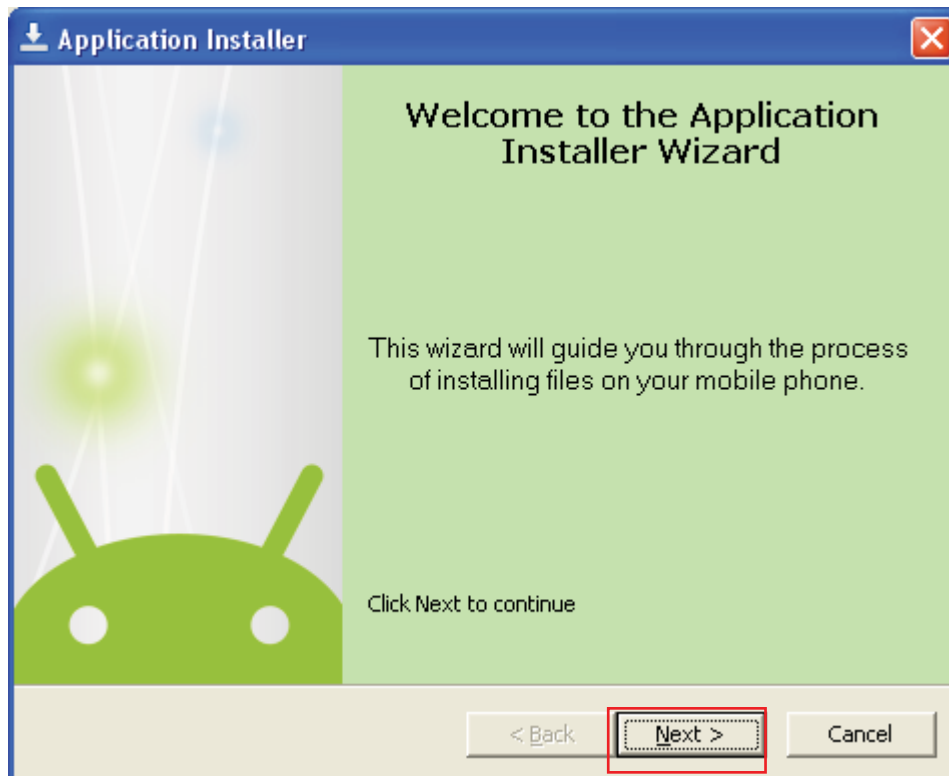 Application Installer
Welcome to the Application
Installer Wizard
This wizard will guide you through the process
of installing files on your mobile phone.
Click Next to continue
< Back
Next >
Cancel